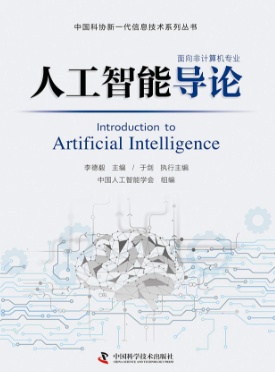 中国科协新一代信息技术系列丛书
面向非计算机专业
人工智能导论
Introduction to
Artificial Intelligence
李德毅 主编 / 于剑 执行主编
中国人工智能学会 组编
中国科学技术出版社